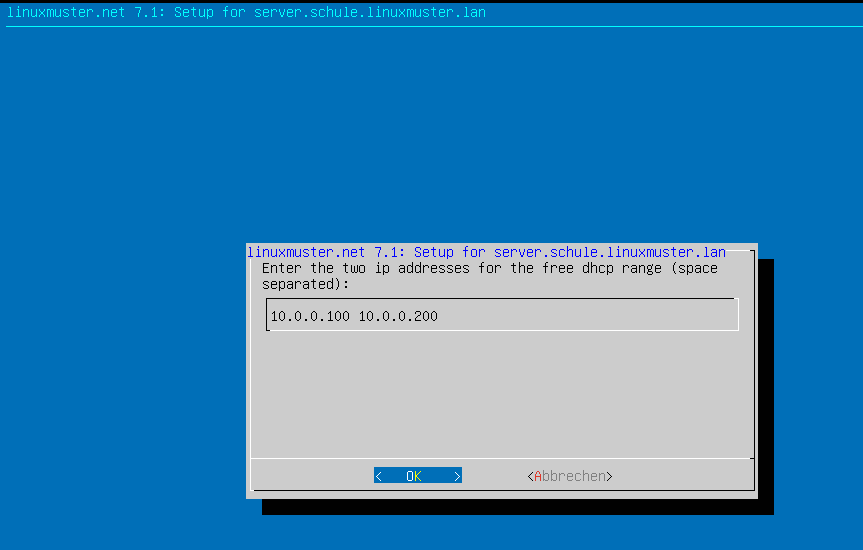 linuxmuster.net 7.1: Setup for server.schule.linuxmuster.lan
linuxmuster.net 7.1: Setup for server.schule.linuxmuster.lan
Enter the two ip addresses for the free dhcp range (space
separated):
10.0.0.100 10.0.0.200
< OK > <Abbrechen>